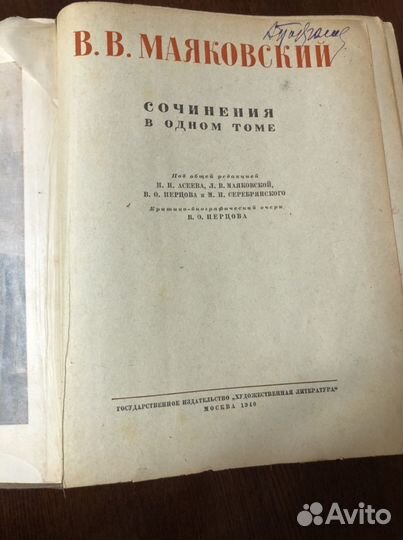 В. В. МАЯКОВСКИЙ
СОЧИНЕНИЯ
В ОДНОМ ТОМЕ
Под общей редакцией
Н. Н. АСЕЕВА, Л. В. МАЯКОВСКОЙ,
В. О. ПЕРЦОВА и М. И. СЕРЕБРЯНСКОГО
Критико-биографический очерк
В. О. ПЕРЦОВА
ГОСУДАРСТВЕННОЕ ИЗДАТЕЛЬСТВО „ХУДОЖЕСТВЕННАЯ ЛИТЕРАТУРА"
МОСКВА 1940
Avito